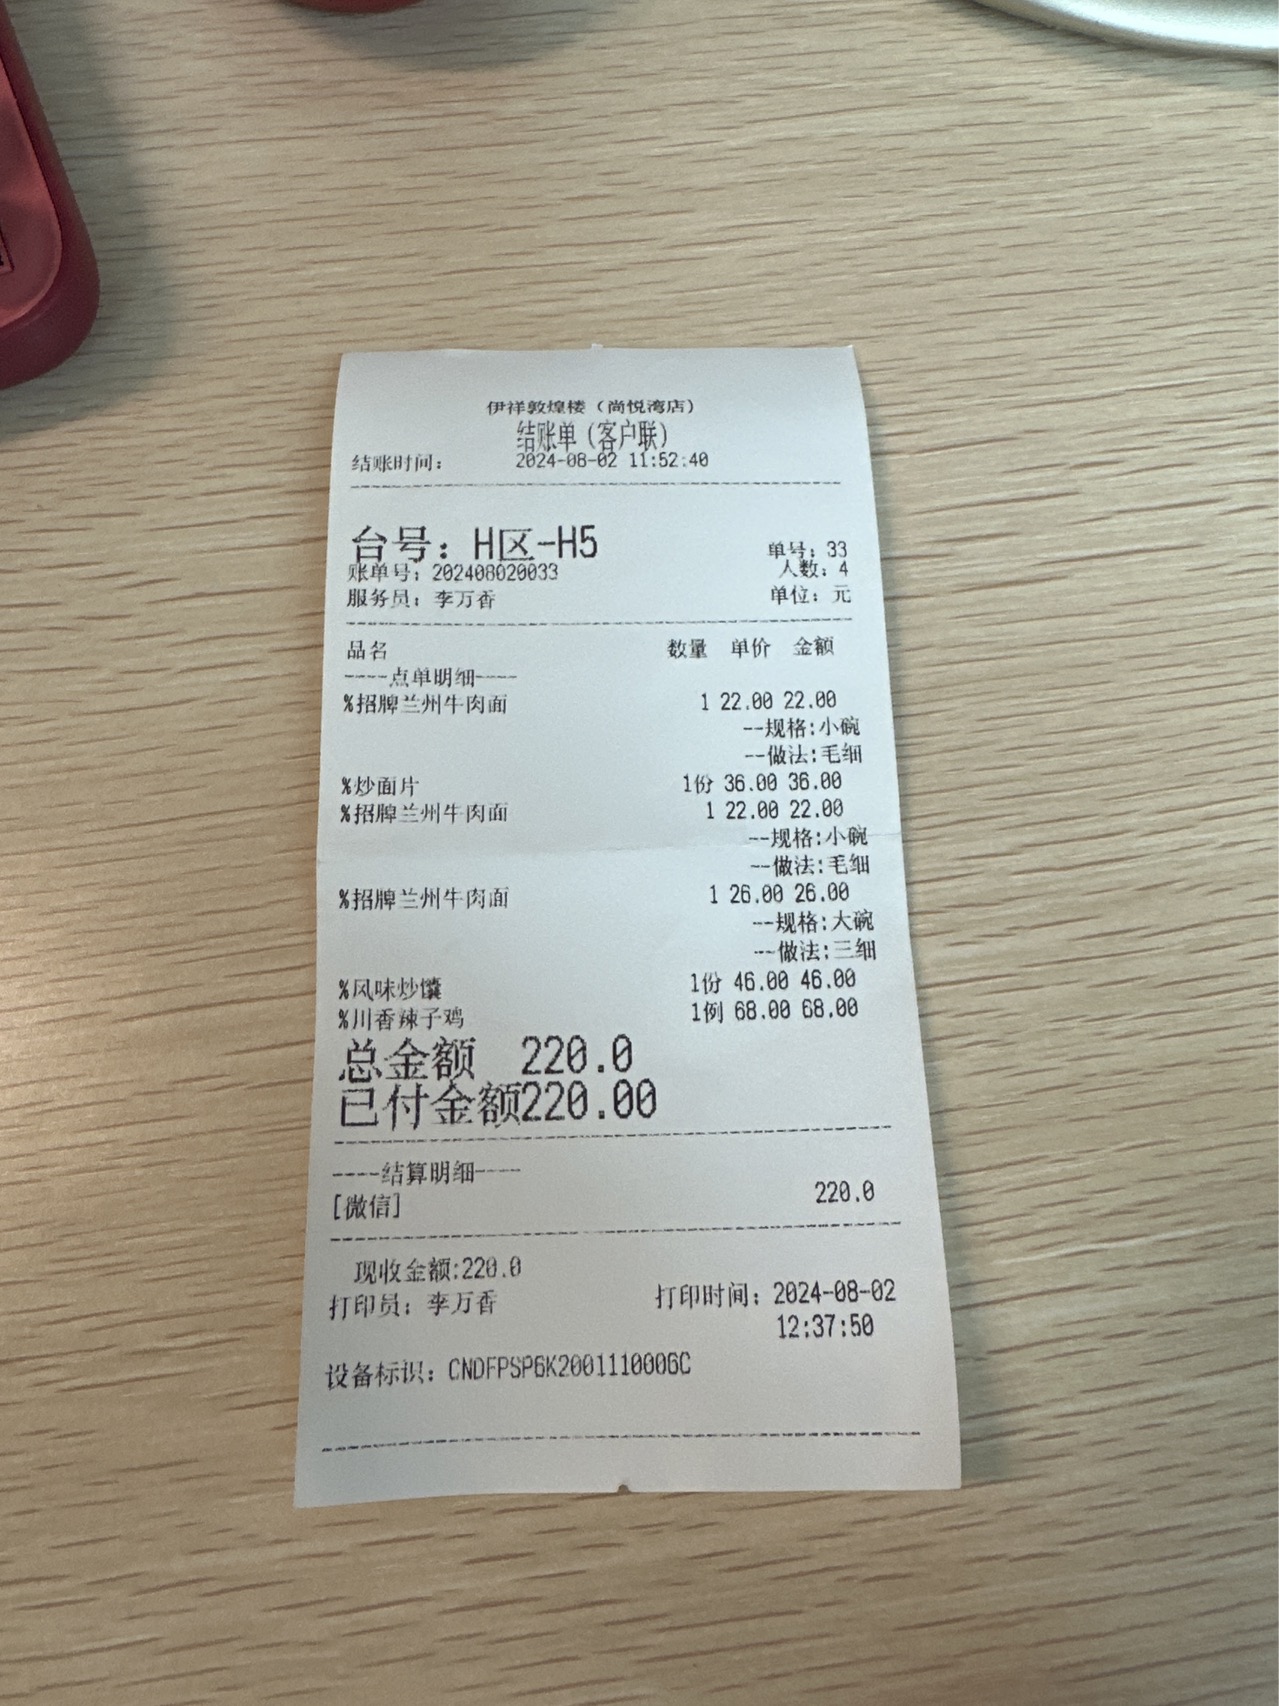 伊祥敦煌楼（尚悦湾店）
结账单（客户联）
结账时间： 2024-08-02 11:52:40
台号：H区-H5
单号：33
账单号：202408020033
人数：4
服务员：李万香
单位：元
品名 数量 单价 金额
----点单明细----
%招牌兰州牛肉面 1 22.00 22.00
--规格:小碗
--做法:毛细
%炒面片 1份 36.00 36.00
%招牌兰州牛肉面 1 22.00 22.00
--规格:小碗
--做法:毛细
%招牌兰州牛肉面 1 26.00 26.00
--规格:大碗
--做法:三细
%风味炒馕 1份 46.00 46.00
%川香辣子鸡 1例 68.00 68.00
总金额 220.0
已付金额220.00
----结算明细----
[微信] 220.0
现收金额:220.0
打印员：李万香 打印时间：2024-08-02
12:37:50
设备标识：CNDFPSP6K2001110006C